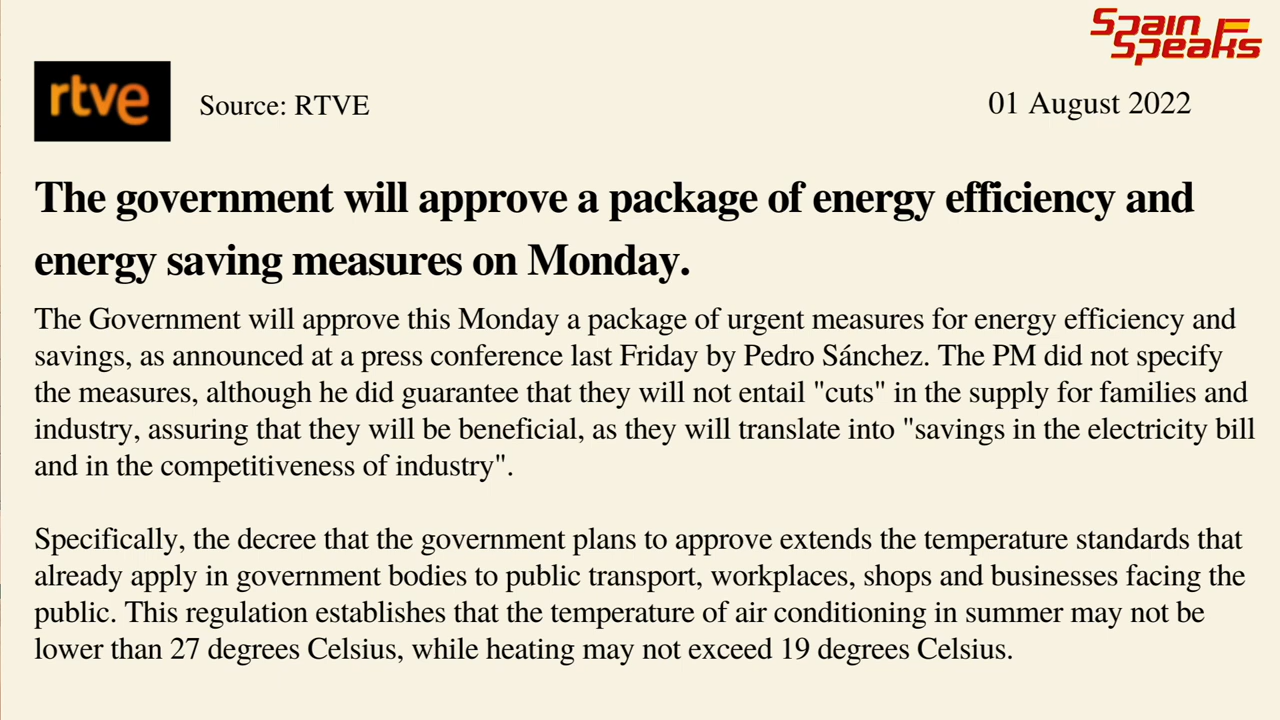 Spain
Speaks
rtve
Source: RTVE
01 August 2022
The government will approve a package of energy efficiency and
energy saving measures on Monday.
The Government will approve this Monday a package of urgent measures for energy efficiency and
savings, as announced at a press conference last Friday by Pedro Sánchez. The PM did not specify
the measures, although he did guarantee that they will not entail "cuts" in the supply for families and
industry, assuring that they will be beneficial, as they will translate into "savings in the electricity bill
and in the competitiveness of industry".
Specifically, the decree that the government plans to approve extends the temperature standards that
already apply in government bodies to public transport, workplaces, shops and businesses facing the
public. This regulation establishes that the temperature of air conditioning in summer may not be
lower than 27 degrees Celsius, while heating may not exceed 19 degrees Celsius.